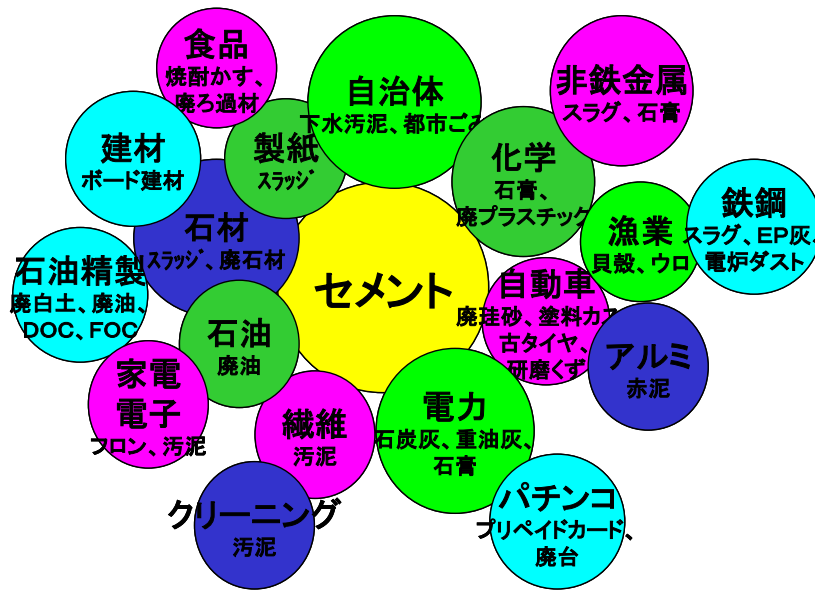 食品
焼酎かす、
廃ろ過材
自治体
下水汚泥、都市ごみ
非鉄金属
スラグ、石膏
建材
ボード建材
製紙
ｽﾗｯｼﾞ
化学
石膏、
廃プラスチック
石材
ｽﾗｯｼﾞ、廃石材
漁業
貝殻、ウロ
鉄鋼
スラグ、EP灰、
電炉ダスト
石油精製
廃白土、廃油、
DOC、FOC
セメント
自動車
廃珪砂、塗料カス
古タイヤ、
研磨くず
石油
廃油
アルミ
赤泥
家電
電子
フロン、汚泥
繊維
汚泥
電力
石炭灰、重油灰、
石膏
クリーニング
汚泥
パチンコ
プリペイドカード、
廃台